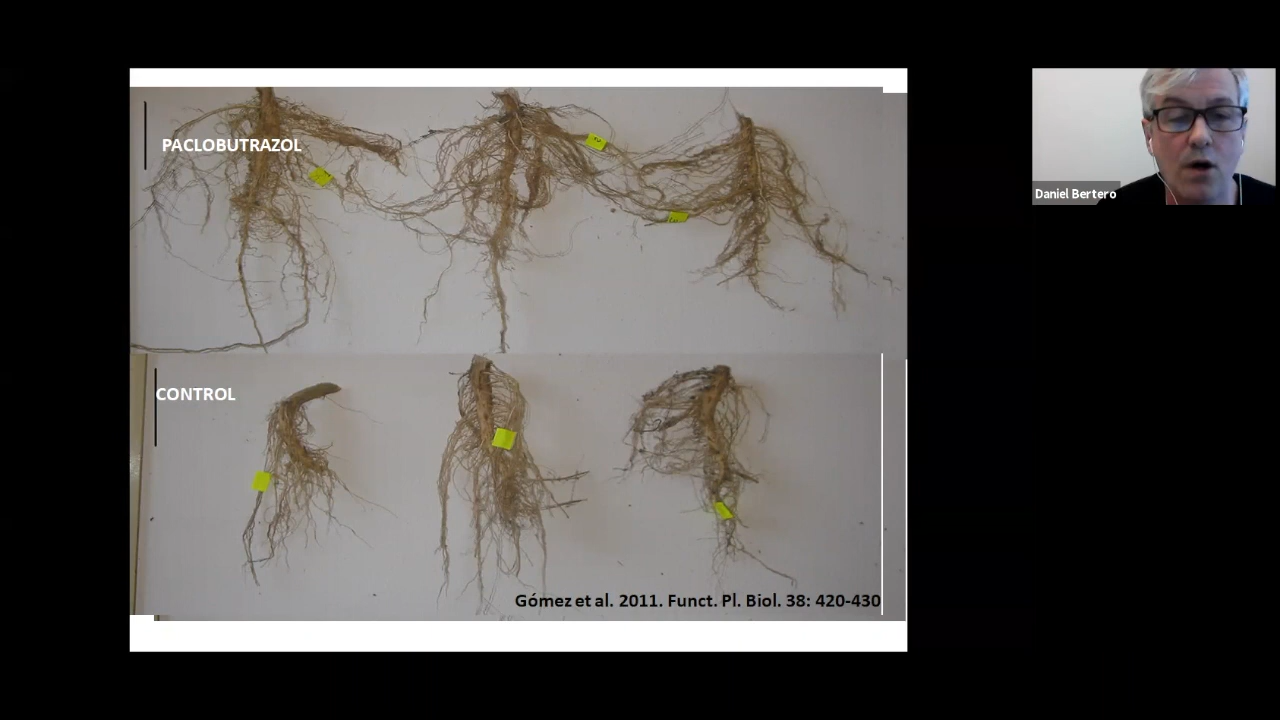 PACLOBUTRAZOL
Daniel Bertero
CONTROL
Gómez et al. 2011. Funct. Pl. Biol. 38: 420-430